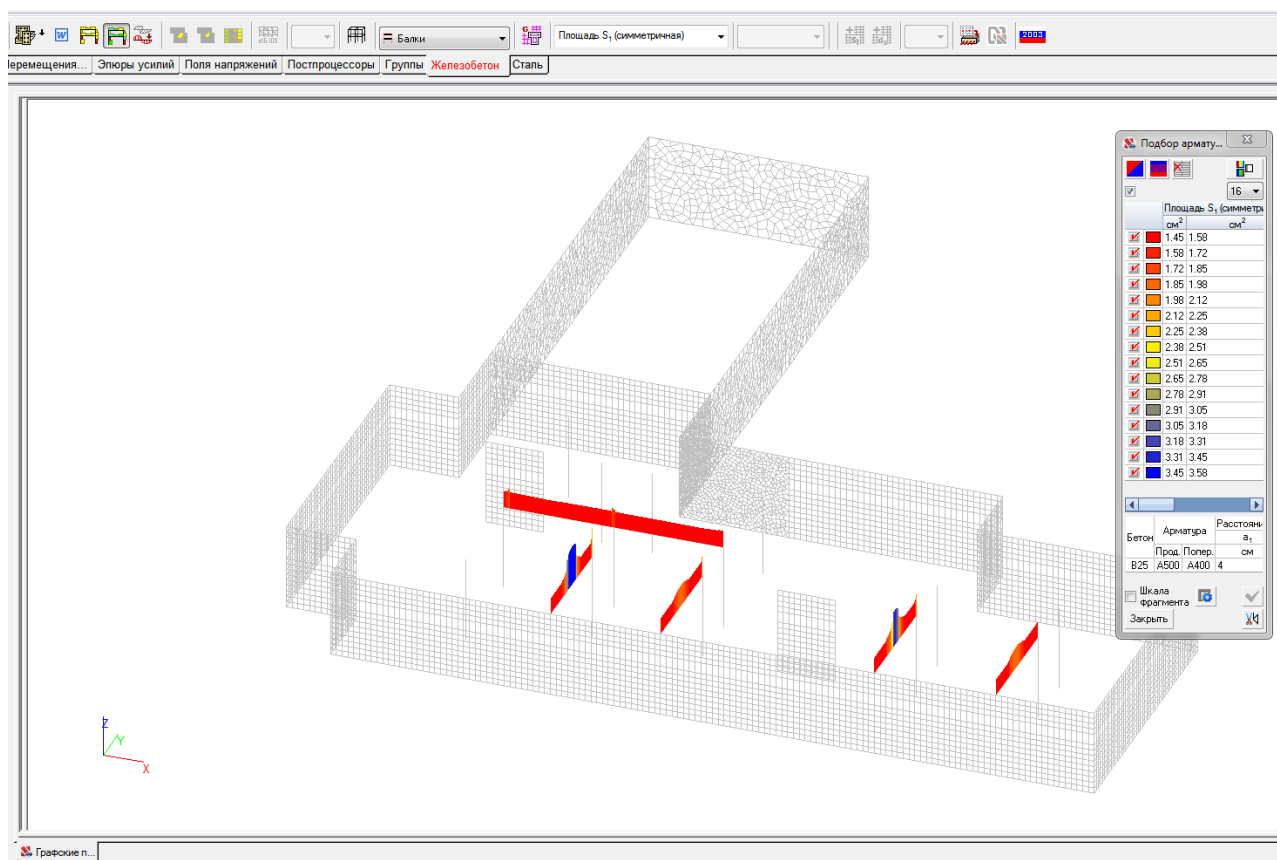 Балки
Площадь S₁ (симметричная)
2003
Перемещения... Эпюры усилий Поля напряжений Постпроцессоры Группы Железобетон Сталь
Подбор армату...
16
Площадь S₁ (симметри
см² см²
1.45 1.58
1.58 1.72
1.72 1.85
1.85 1.98
1.98 2.12
2.12 2.25
2.25 2.38
2.38 2.51
2.51 2.65
2.65 2.78
2.78 2.91
2.91 3.05
3.05 3.18
3.18 3.31
3.31 3.45
3.45 3.58
Бетон Арматура Расстояни
a₁
Прод. Попер. см
B25 A500 A400 4
Шкала
фрагмента
Закрыть
Z
Y
X
Графские п...